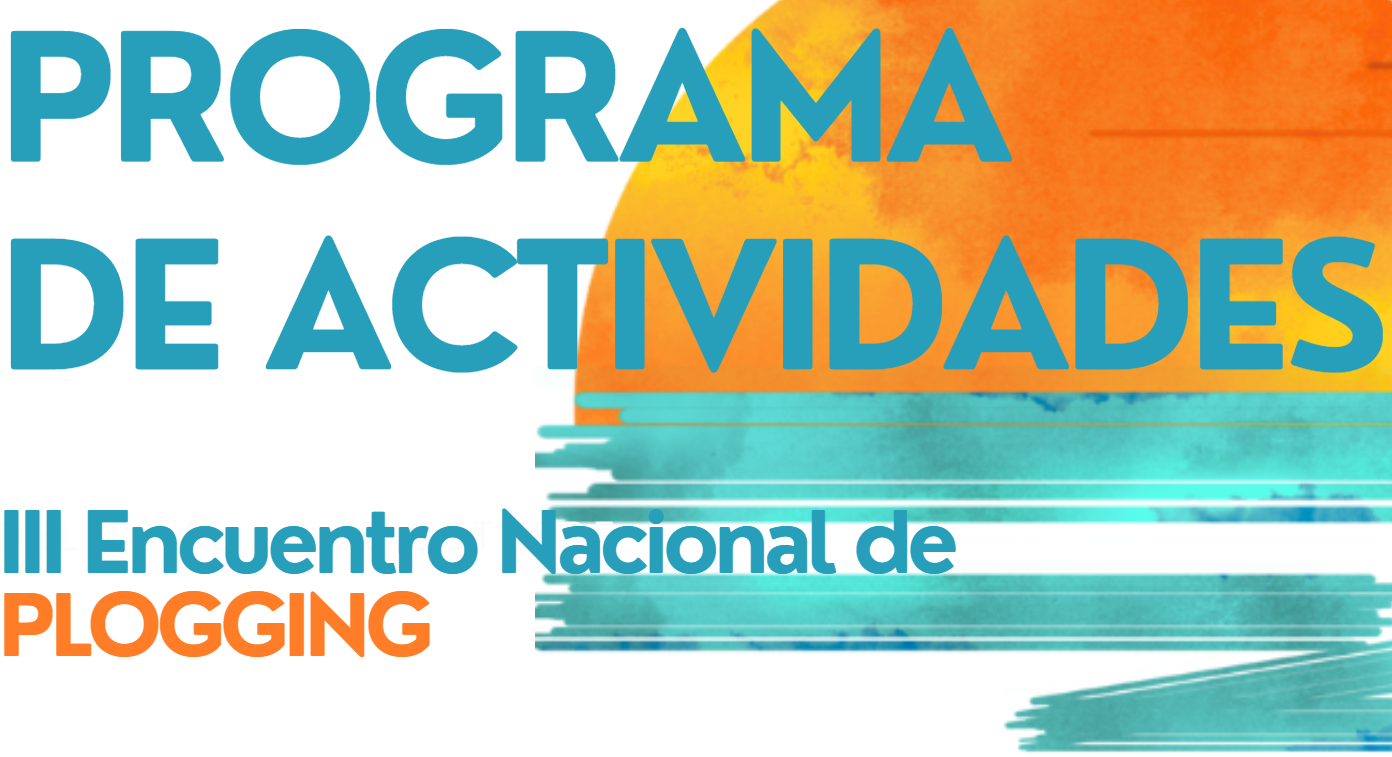 PROGRAMA
DE ACTIVIDADES
III Encuentro Nacional de
PLOGGING